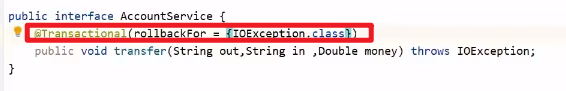 public interface AccountService {
@Transactional(rollbackFor = {IOException.class})
public void transfer(String out,String in ,Double money) throws IOException;
}